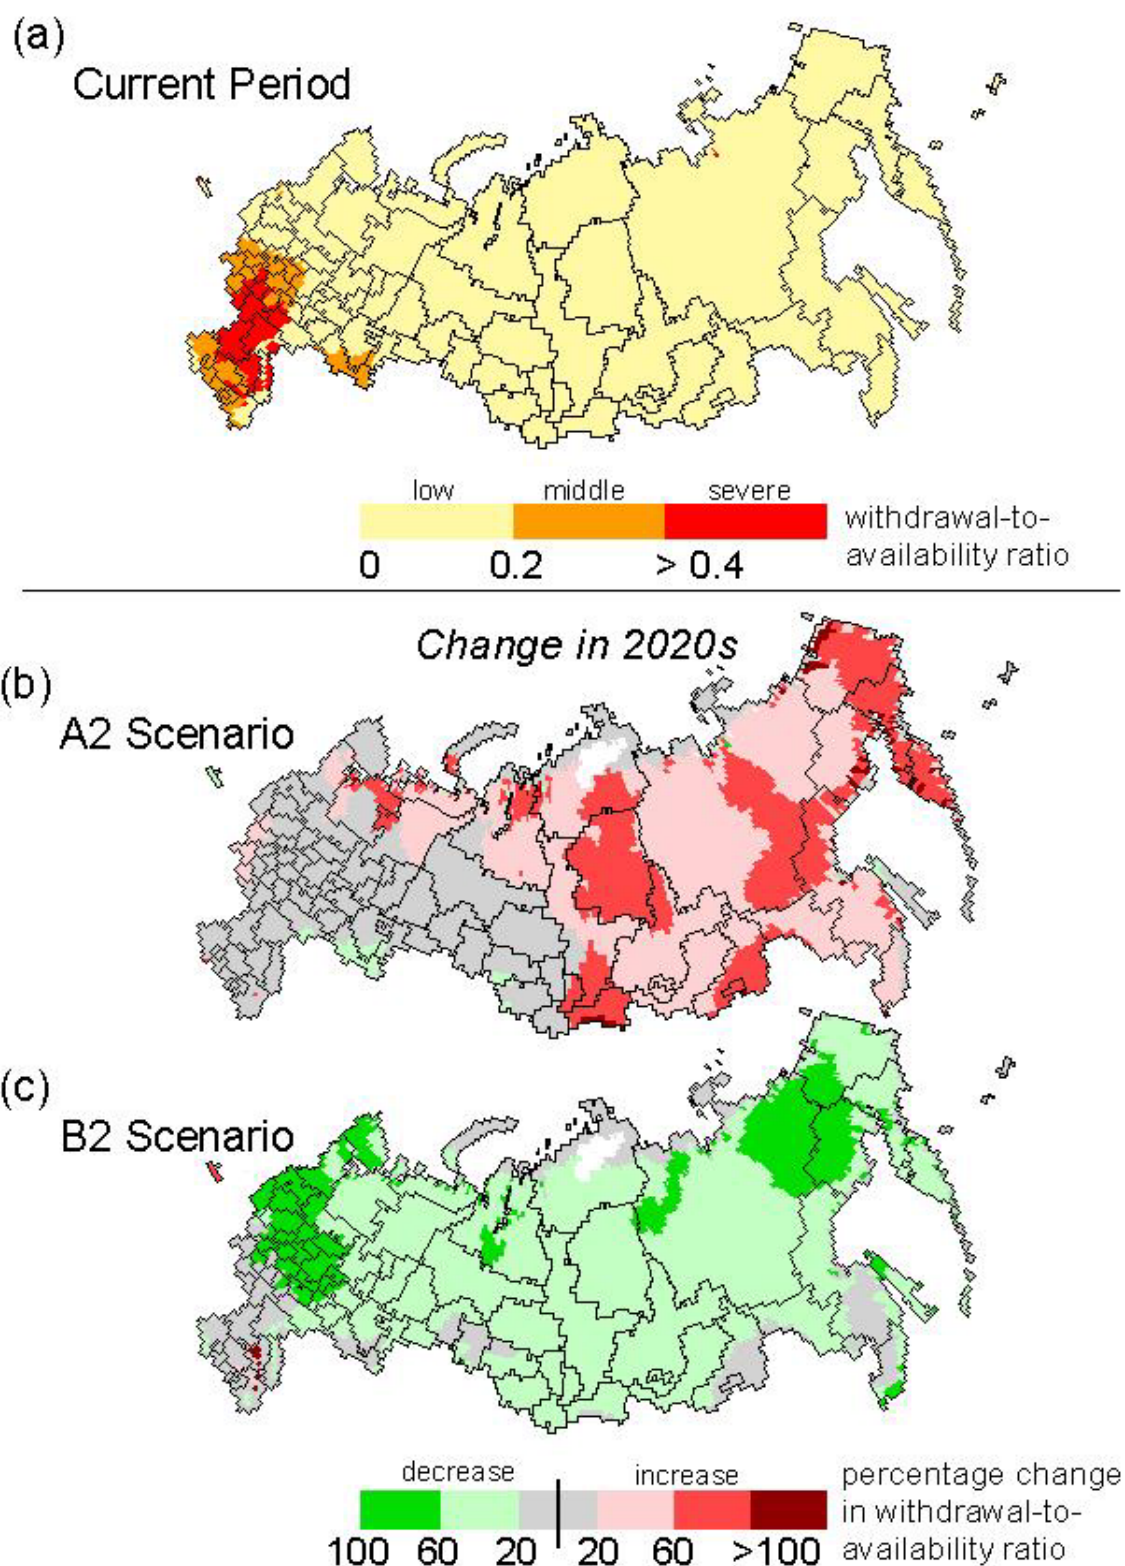 (a)
Current Period
low middle severe
withdrawal-to-
availability ratio
0 0.2 > 0.4
Change in 2020s
(b)
A2 Scenario
(c)
B2 Scenario
decrease increase
percentage change
in withdrawal-to-
availability ratio
100 60 20 20 60 >100